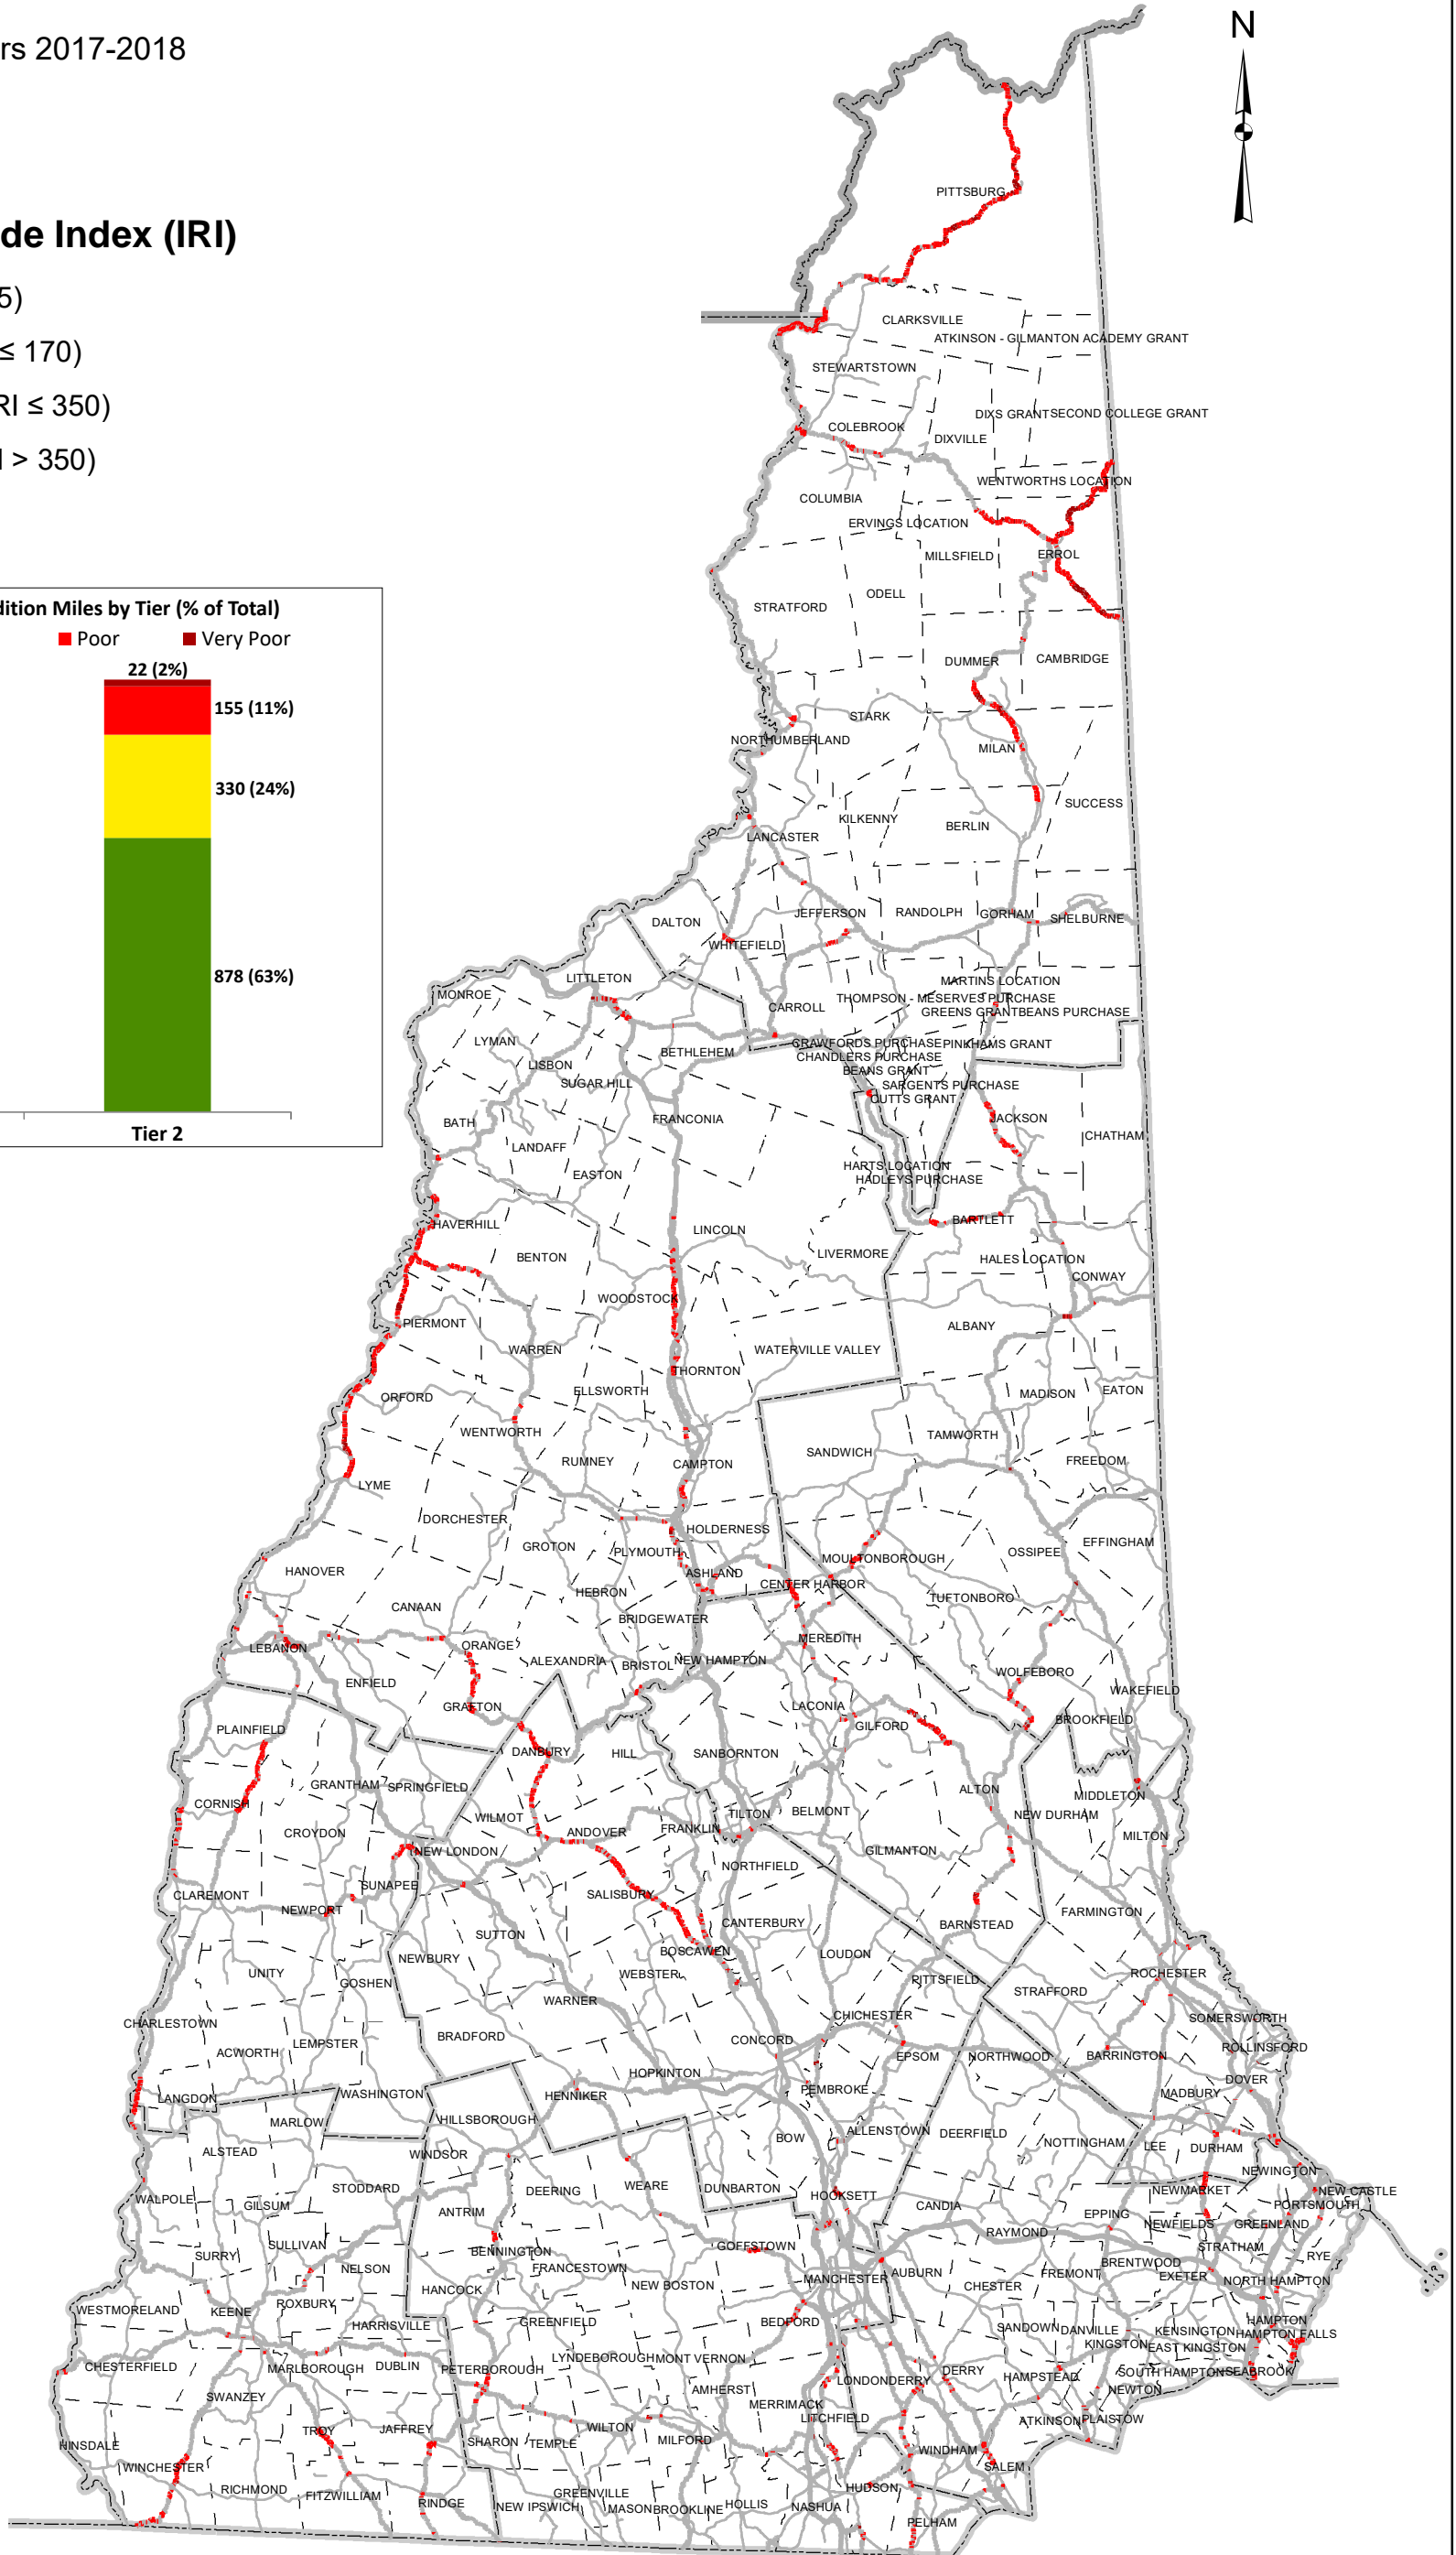 rs 2017-2018
N
de Index (IRI)
5)
≤ 170)
RI ≤ 350)
I > 350)
dition Miles by Tier (% of Total)
Poor
Very Poor
22 (2%)
155 (11%)
330 (24%)
878 (63%)
Tier 2
PITTSBURG
CLARKSVILLE
ATKINSON - GILMANTON ACADEMY GRANT
STEWARTSTOWN
DIXS GRANT
SECOND COLLEGE GRANT
COLEBROOK
DIXVILLE
WENTWORTHS LOCATION
COLUMBIA
ERVINGS LOCATION
MILLSFIELD
ERROL
ODELL
STRATFORD
DUMMER
CAMBRIDGE
STARK
NORTHUMBERLAND
MILAN
SUCCESS
KILKENNY
BERLIN
LANCASTER
JEFFERSON
RANDOLPH
GORHAM
SHELBURNE
DALTON
WHITEFIELD
LITTLETON
MARTINS LOCATION
MONROE
THOMPSON - MESERVES PURCHASE
CARROLL
GREENS GRANT
BEANS PURCHASE
LYMAN
CRAWFORDS PURCHASE
PINKHAMS GRANT
BETHLEHEM
CHANDLERS PURCHASE
LISBON
BEANS GRANT
SUGAR HILL
SARGENTS PURCHASE
CUTTS GRANT
FRANCONIA
JACKSON
BATH
CHATHAM
LANDAFF
EASTON
HARTS LOCATION
HADLEYS PURCHASE
BARTLETT
HAVERHILL
LINCOLN
LIVERMORE
BENTON
HALES LOCATION
CONWAY
WOODSTOCK
PIERMONT
ALBANY
WARREN
WATERVILLE VALLEY
THORNTON
ELLSWORTH
EATON
ORFORD
MADISON
WENTWORTH
TAMWORTH
SANDWICH
RUMNEY
CAMPTON
FREEDOM
LYME
DORCHESTER
HOLDERNESS
GROTON
PLYMOUTH
EFFINGHAM
OSSIPEE
MOULTONBOROUGH
HANOVER
ASHLAND
CENTER HARBOR
HEBRON
TUFTONBORO
CANAAN
BRIDGEWATER
MEREDITH
LEBANON
ORANGE
ALEXANDRIA
BRISTOL
NEW HAMPTON
ENFIELD
WOLFEBORO
WAKEFIELD
GRAFTON
LACONIA
BROOKFIELD
PLAINFIELD
GILFORD
DANBURY
HILL
SANBORNTON
GRANTHAM
SPRINGFIELD
ALTON
MIDDLETON
CORNISH
WILMOT
TILTON
BELMONT
NEW DURHAM
CROYDON
ANDOVER
FRANKLIN
MILTON
NEW LONDON
GILMANTON
NORTHFIELD
SUNAPEE
CLAREMONT
SALISBURY
NEWPORT
FARMINGTON
CANTERBURY
BARNSTEAD
SUTTON
BOSCAWEN
LOUDON
NEWBURY
UNITY
WEBSTER
ROCHESTER
GOSHEN
PITTSFIELD
STRAFFORD
WARNER
CHICHESTER
SOMERSWORTH
CHARLESTOWN
BRADFORD
CONCORD
LEMPSTER
ACWORTH
EPSOM
NORTHWOOD
BARRINGTON
ROLLINSFORD
HOPKINTON
DOVER
WASHINGTON
LANGDON
HENNIKER
PEMBROKE
MADBURY
MARLOW
HILLSBOROUGH
ALLENSTOWN
DEERFIELD
BOW
NOTTINGHAM
LEE
DURHAM
ALSTEAD
WINDSOR
NEWINGTON
STODDARD
DEERING
WEARE
DUNBARTON
NEWMARKET
NEW CASTLE
WALPOLE
GILSUM
HOOKSETT
CANDIA
PORTSMOUTH
ANTRIM
EPPING
NEWFIELDS
GREENLAND
RAYMOND
SULLIVAN
GOFFSTOWN
STRATHAM
BENNINGTON
SURRY
RYE
NELSON
FRANCESTOWN
BRENTWOOD
AUBURN
FREMONT
EXETER
NORTH HAMPTON
MANCHESTER
HANCOCK
NEW BOSTON
CHESTER
ROXBURY
WESTMORELAND
KEENE
GREENFIELD
BEDFORD
HAMPTON
HARRISVILLE
SANDOWN
DANVILLE
KENSINGTON
HAMPTON FALLS
KINGSTON
EAST KINGSTON
LYNDEBOROUGH
MONT VERNON
CHESTERFIELD
MARLBOROUGH
DUBLIN
PETERBOROUGH
DERRY
HAMPSTEAD
SOUTH HAMPTON
SEABROOK
LONDONDERRY
AMHERST
NEWTON
SWANZEY
MERRIMACK
LITCHFIELD
ATKINSON
PLAISTOW
TROY
JAFFREY
WILTON
SHARON
TEMPLE
MILFORD
HINSDALE
WINDHAM
WINCHESTER
SALEM
HUDSON
RICHMOND
FITZWILLIAM
GREENVILLE
RINDGE
NEW IPSWICH
MASON
BROOKLINE
HOLLIS
NASHUA
PELHAM